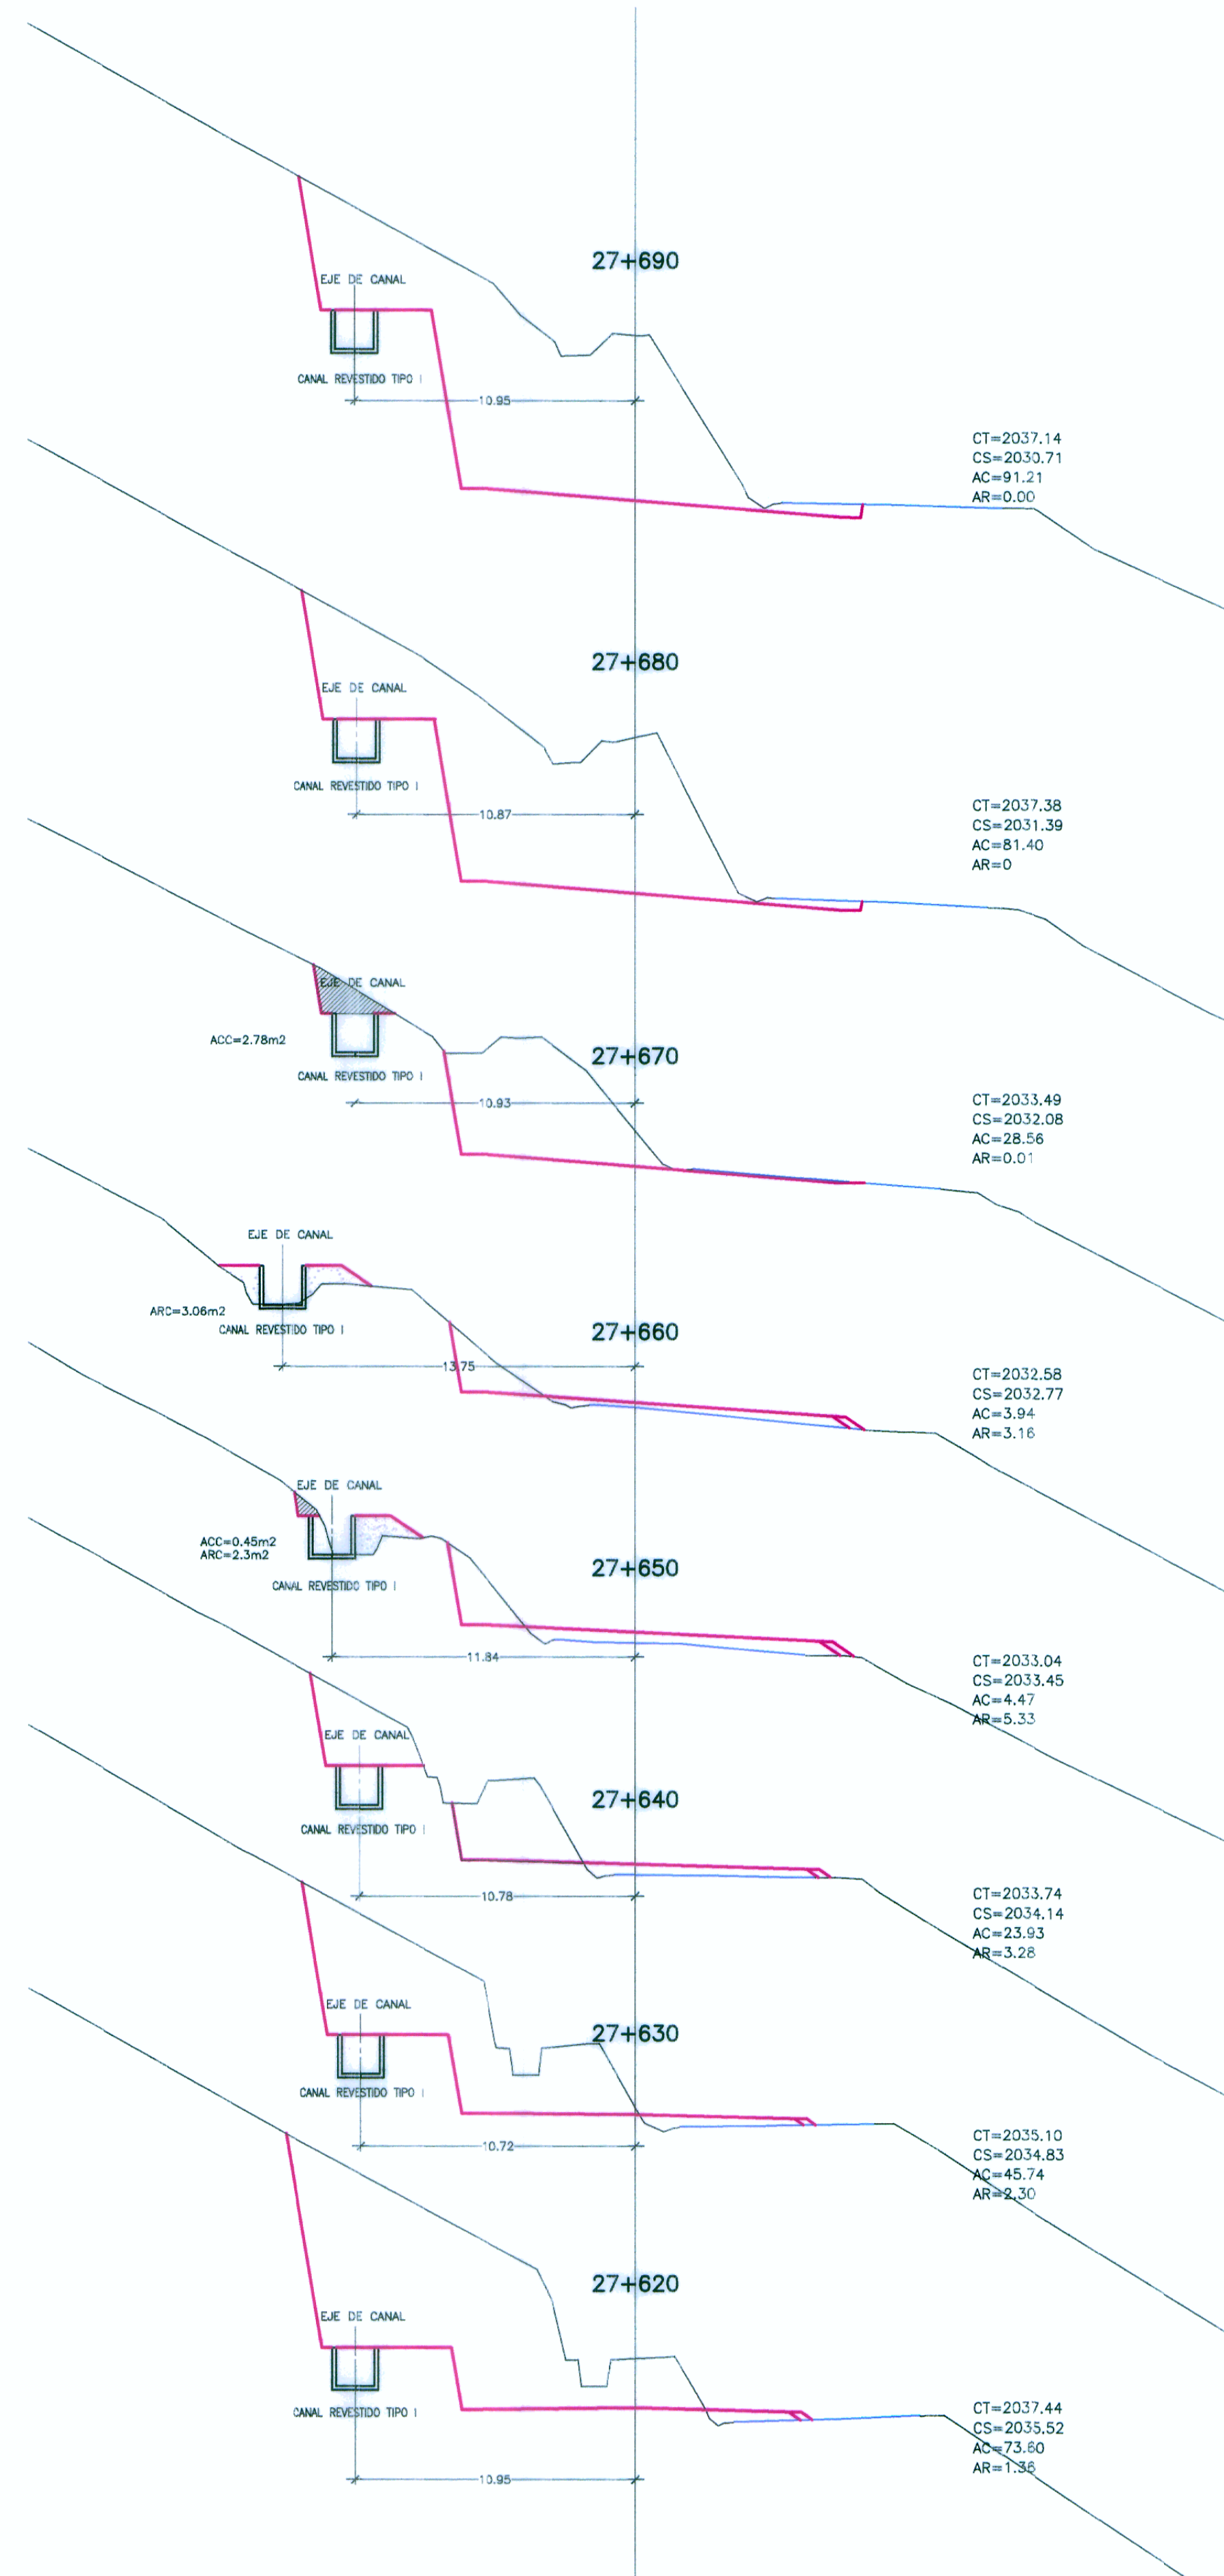 27+690
EJE DE CANAL
CANAL REVESTIDO TIPO I
10.95
CT=2037.14
CS=2030.71
AC=91.21
AR=0.00
27+680
EJE DE CANAL
CANAL REVESTIDO TIPO I
10.87
CT=2037.38
CS=2031.39
AC=81.40
AR=0
EJE DE CANAL
ACC=2.78m2
27+670
CANAL REVESTIDO TIPO I
10.93
CT=2033.49
CS=2032.08
AC=28.56
AR=0.01
EJE DE CANAL
ARC=3.06m2
CANAL REVESTIDO TIPO I
27+660
13.75
CT=2032.58
CS=2032.77
AC=3.94
AR=3.16
EJE DE CANAL
ACC=0.45m2
ARC=2.3m2
27+650
CANAL REVESTIDO TIPO I
11.84
CT=2033.04
CS=2033.45
AC=4.47
AR=5.33
EJE DE CANAL
27+640
CANAL REVESTIDO TIPO I
10.78
CT=2033.74
CS=2034.14
AC=23.93
AR=3.28
EJE DE CANAL
27+630
CANAL REVESTIDO TIPO I
10.72
CT=2035.10
CS=2034.83
AC=45.74
AR=2.30
27+620
EJE DE CANAL
CANAL REVESTIDO TIPO I
10.95
CT=2037.44
CS=2035.52
AC=73.60
AR=1.36